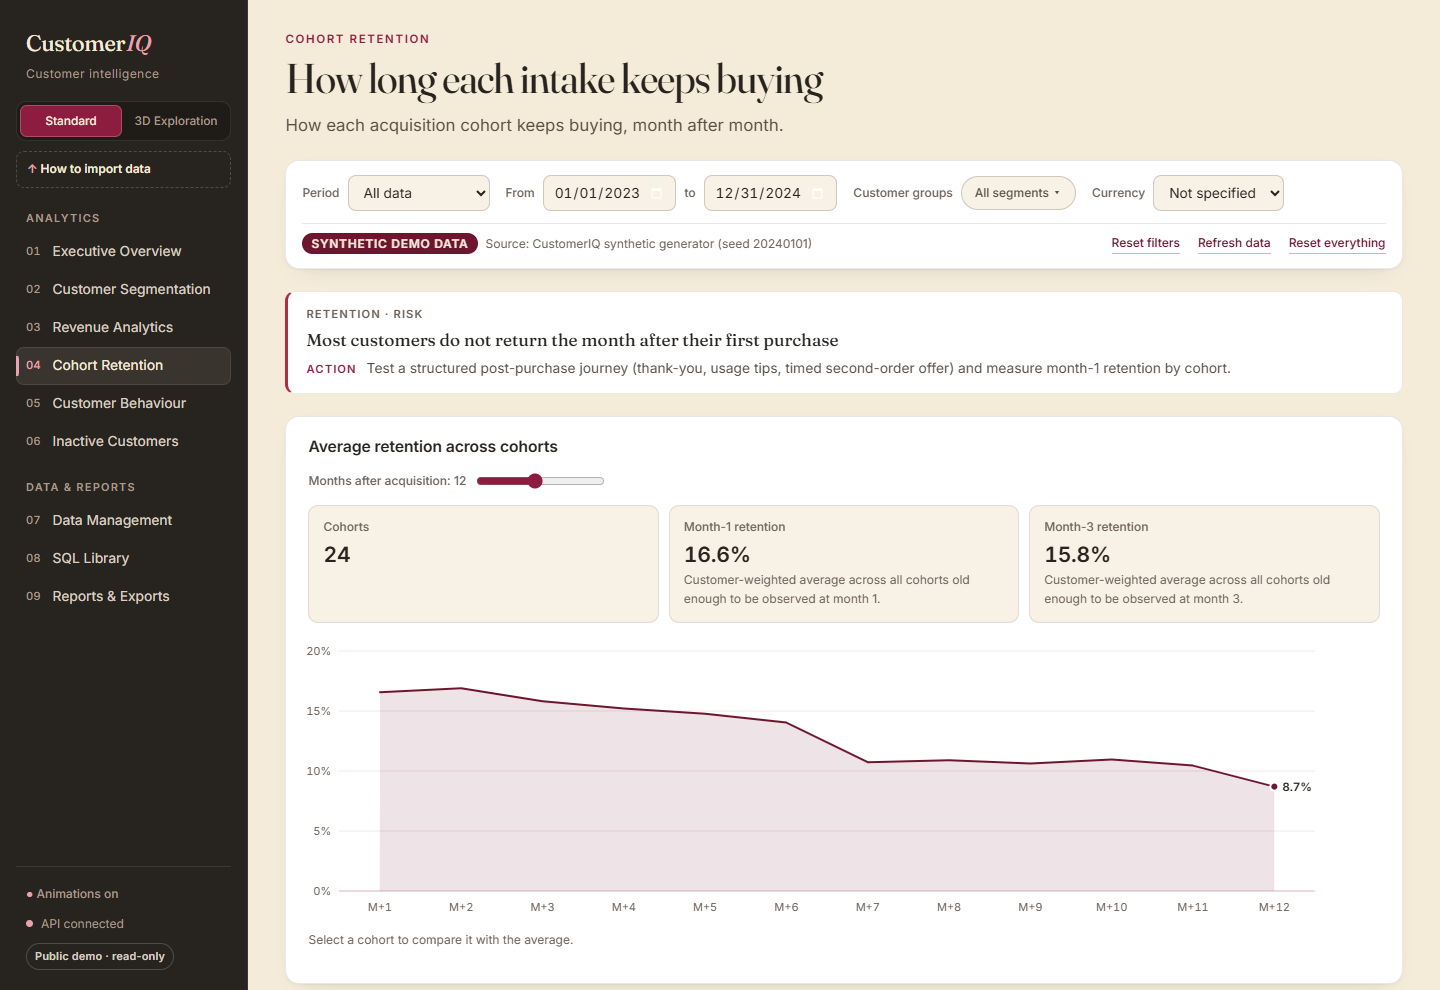 CustomerIQ
Customer intelligence
Standard
3D Exploration
↑ How to import data
ANALYTICS
01 Executive Overview
02 Customer Segmentation
03 Revenue Analytics
04 Cohort Retention
05 Customer Behaviour
06 Inactive Customers
DATA & REPORTS
07 Data Management
08 SQL Library
09 Reports & Exports
Animations on
API connected
Public demo · read-only
COHORT RETENTION
How long each intake keeps buying
How each acquisition cohort keeps buying, month after month.
Period All data From 01/01/2023 to 12/31/2024 Customer groups All segments Currency Not specified
SYNTHETIC DEMO DATA Source: CustomerIQ synthetic generator (seed 20240101) Reset filters Refresh data Reset everything
RETENTION · RISK
Most customers do not return the month after their first purchase
ACTION Test a structured post-purchase journey (thank-you, usage tips, timed second-order offer) and measure month-1 retention by cohort.
Average retention across cohorts
Months after acquisition: 12
Cohorts
24
Month-1 retention
16.6%
Customer-weighted average across all cohorts old
enough to be observed at month 1.
Month-3 retention
15.8%
Customer-weighted average across all cohorts old
enough to be observed at month 3.
20%
15%
10%
5%
0%
8.7%
M+1 M+2 M+3 M+4 M+5 M+6 M+7 M+8 M+9 M+10 M+11 M+12
Select a cohort to compare it with the average.